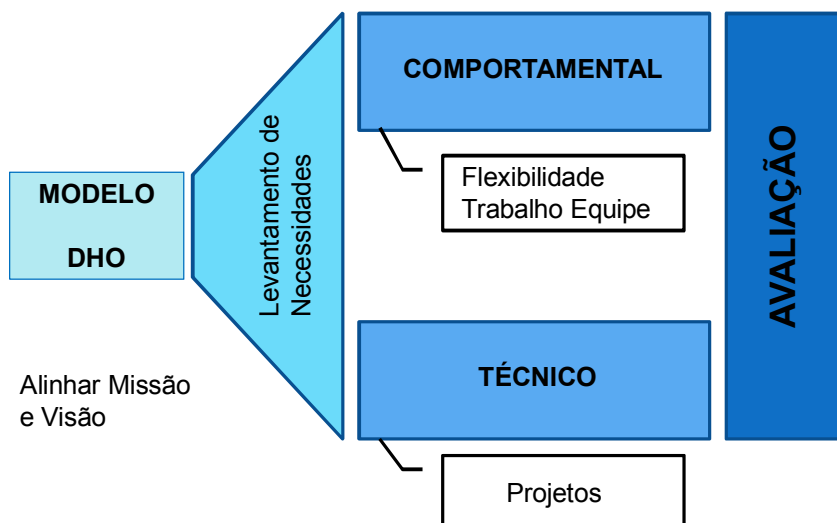 MODELO
DHO
Alinhar Missão
e Visão
Levantamento de
Necessidades
COMPORTAMENTAL
Flexibilidade
Trabalho Equipe
TÉCNICO
Projetos
AVALIAÇÃO